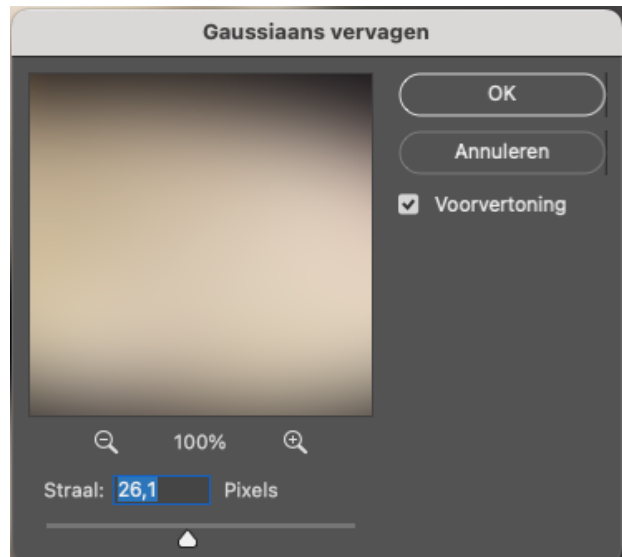 Gaussiaans vervagen
OK
Annuleren
Voorvertoning
100%
Straal: 26,1 Pixels